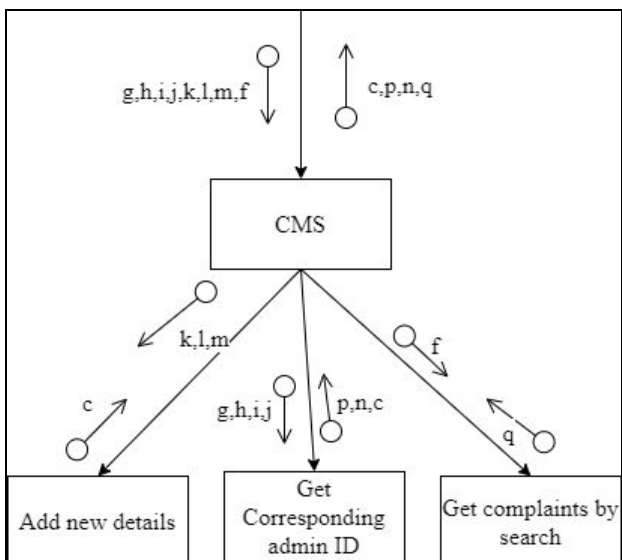 g,h,i,j,k,l,m,f
c,p,n,q
CMS
k,l,m
f
c
g,h,i,j
p,n,c
q
Add new details
Get
Corresponding
admin ID
Get complaints by
search